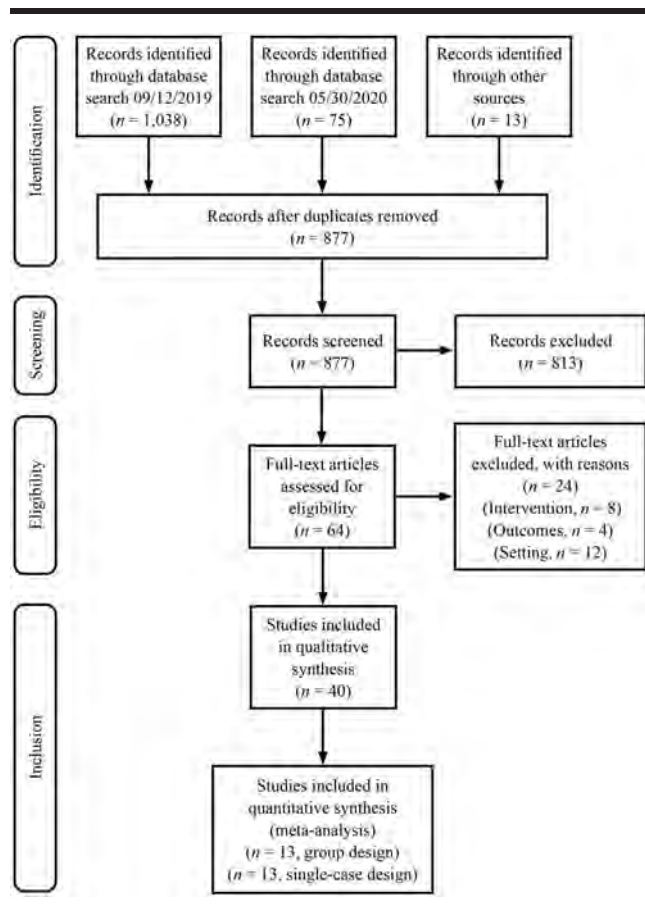 Identification
Records identified
through database
search 09/12/2019
(n = 1,038)
Records identified
through database
search 05/30/2020
(n = 75)
Records identified
through other
sources
(n = 13)
Records after duplicates removed
(n = 877)
Screening
Records screened
(n = 877)
Records excluded
(n = 813)
Eligibility
Full-text articles
assessed for
eligibility
(n = 64)
Full-text articles
excluded, with reasons
(n = 24)
(Intervention, n = 8)
(Outcomes, n = 4)
(Setting, n = 12)
Inclusion
Studies included
in qualitative
synthesis
(n = 40)
Studies included in
quantitative synthesis
(meta-analysis)
(n = 13, group design)
(n = 13, single-case design)